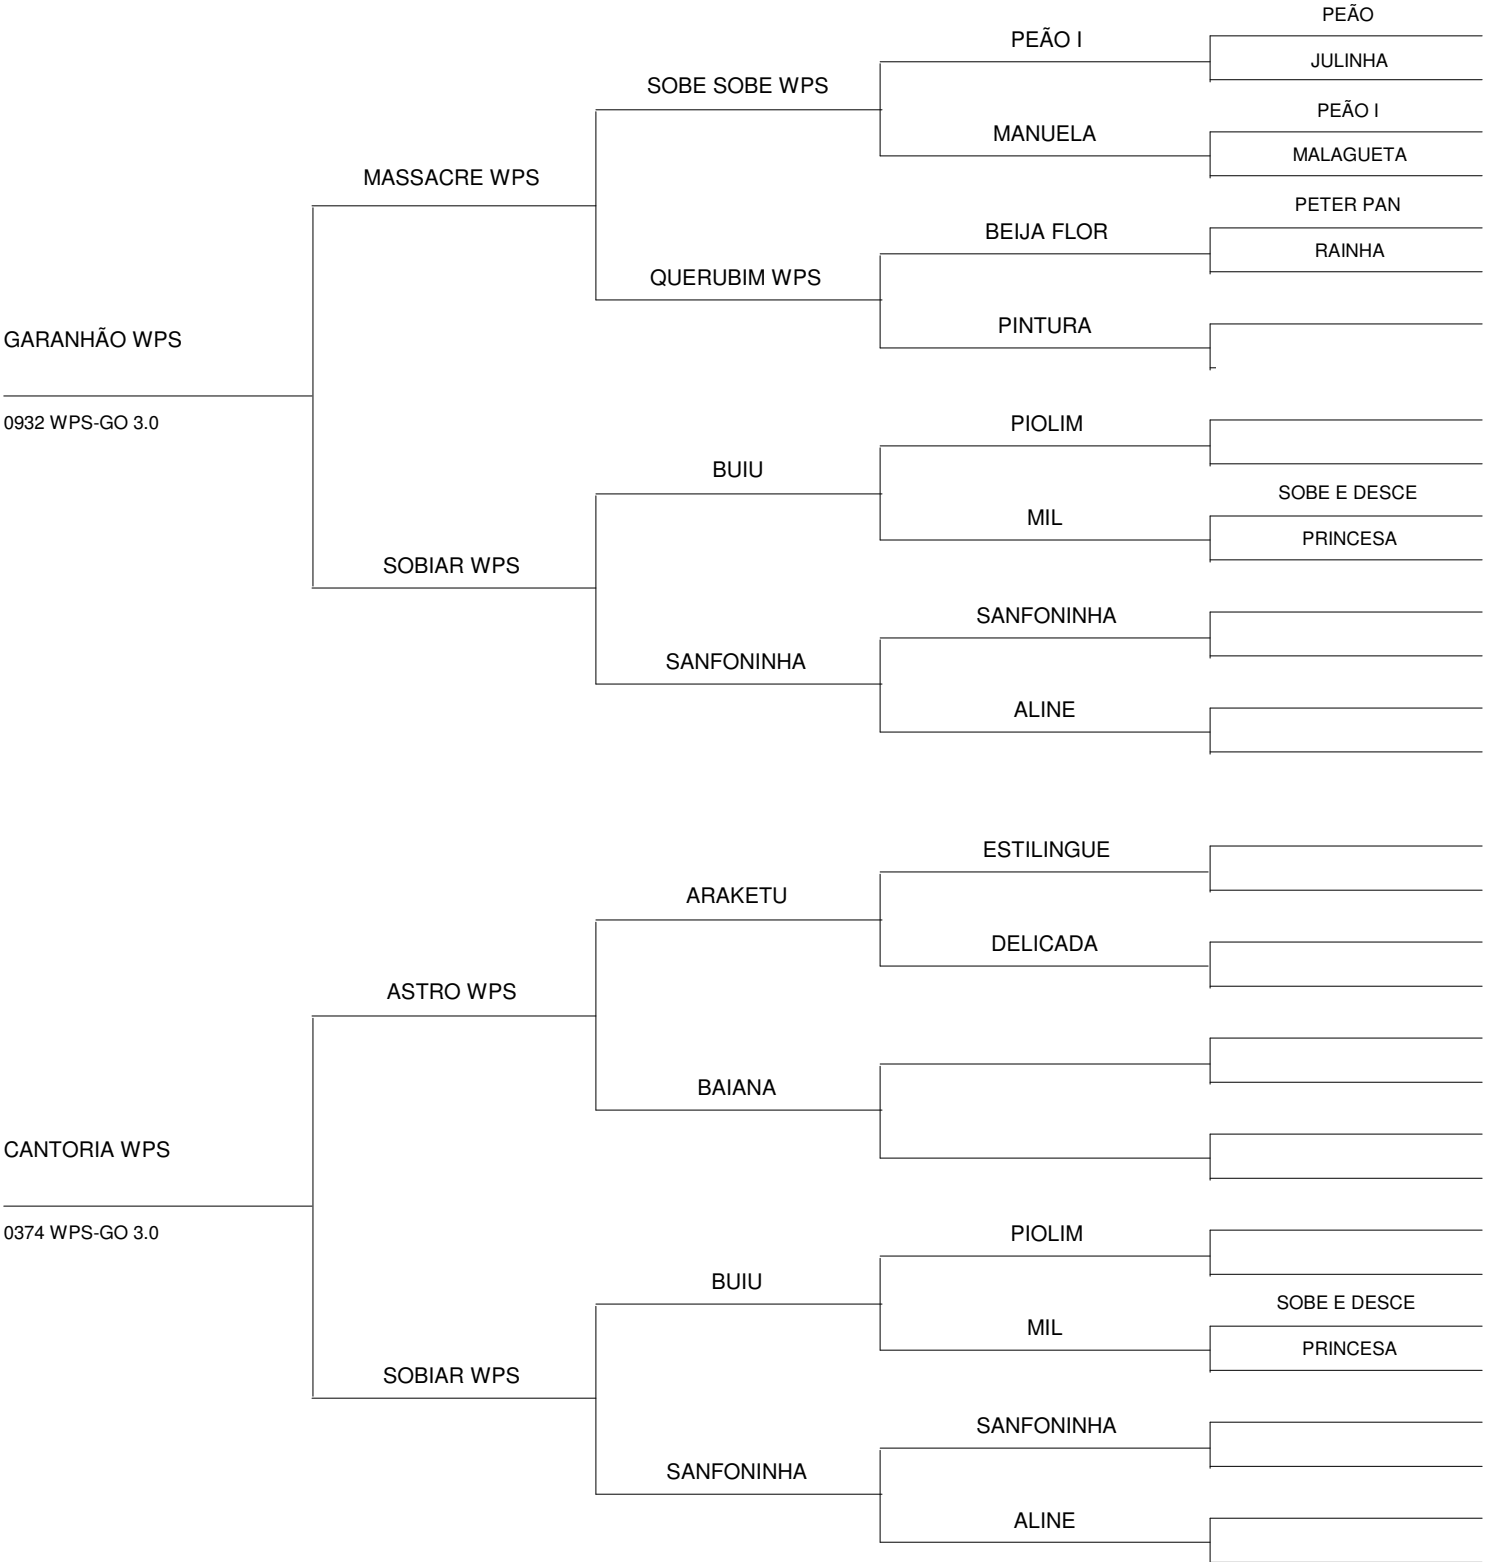 PEÃO
PEÃO I
JULINHA
SOBE SOBE WPS
PEÃO I
MANUELA
MALAGUETA
MASSACRE WPS
PETER PAN
BEIJA FLOR
RAINHA
QUERUBIM WPS
PINTURA
GARANHÃO WPS
0932 WPS-GO 3.0
PIOLIM
BUIU
SOBE E DESCE
MIL
PRINCESA
SOBIAR WPS
SANFONINHA
SANFONINHA
ALINE
ESTILINGUE
ARAKETU
DELICADA
ASTRO WPS
BAIANA
CANTORIA WPS
0374 WPS-GO 3.0
PIOLIM
BUIU
SOBE E DESCE
MIL
PRINCESA
SOBIAR WPS
SANFONINHA
SANFONINHA
ALINE